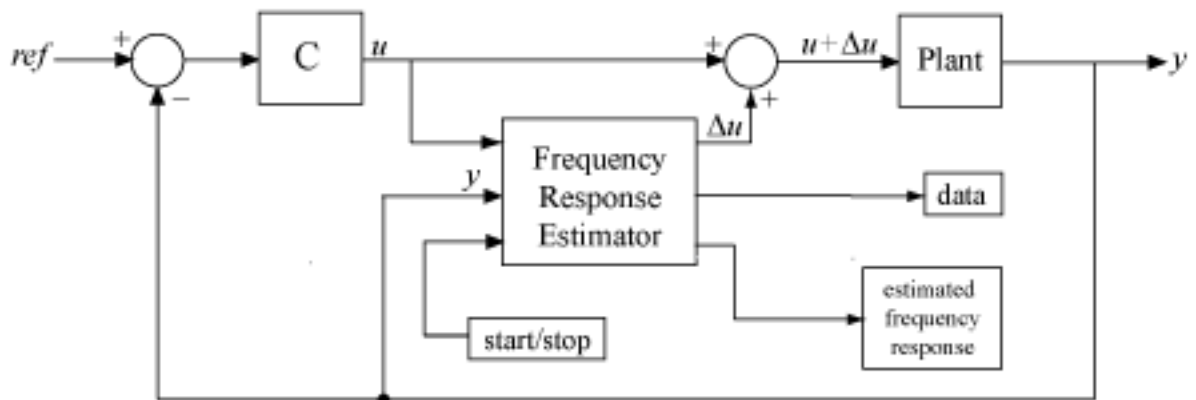 ref
+
−
C
u
+
+
u+Δu
Plant
y
Δu
y
Frequency
Response
Estimator
data
start/stop
estimated
frequency
response